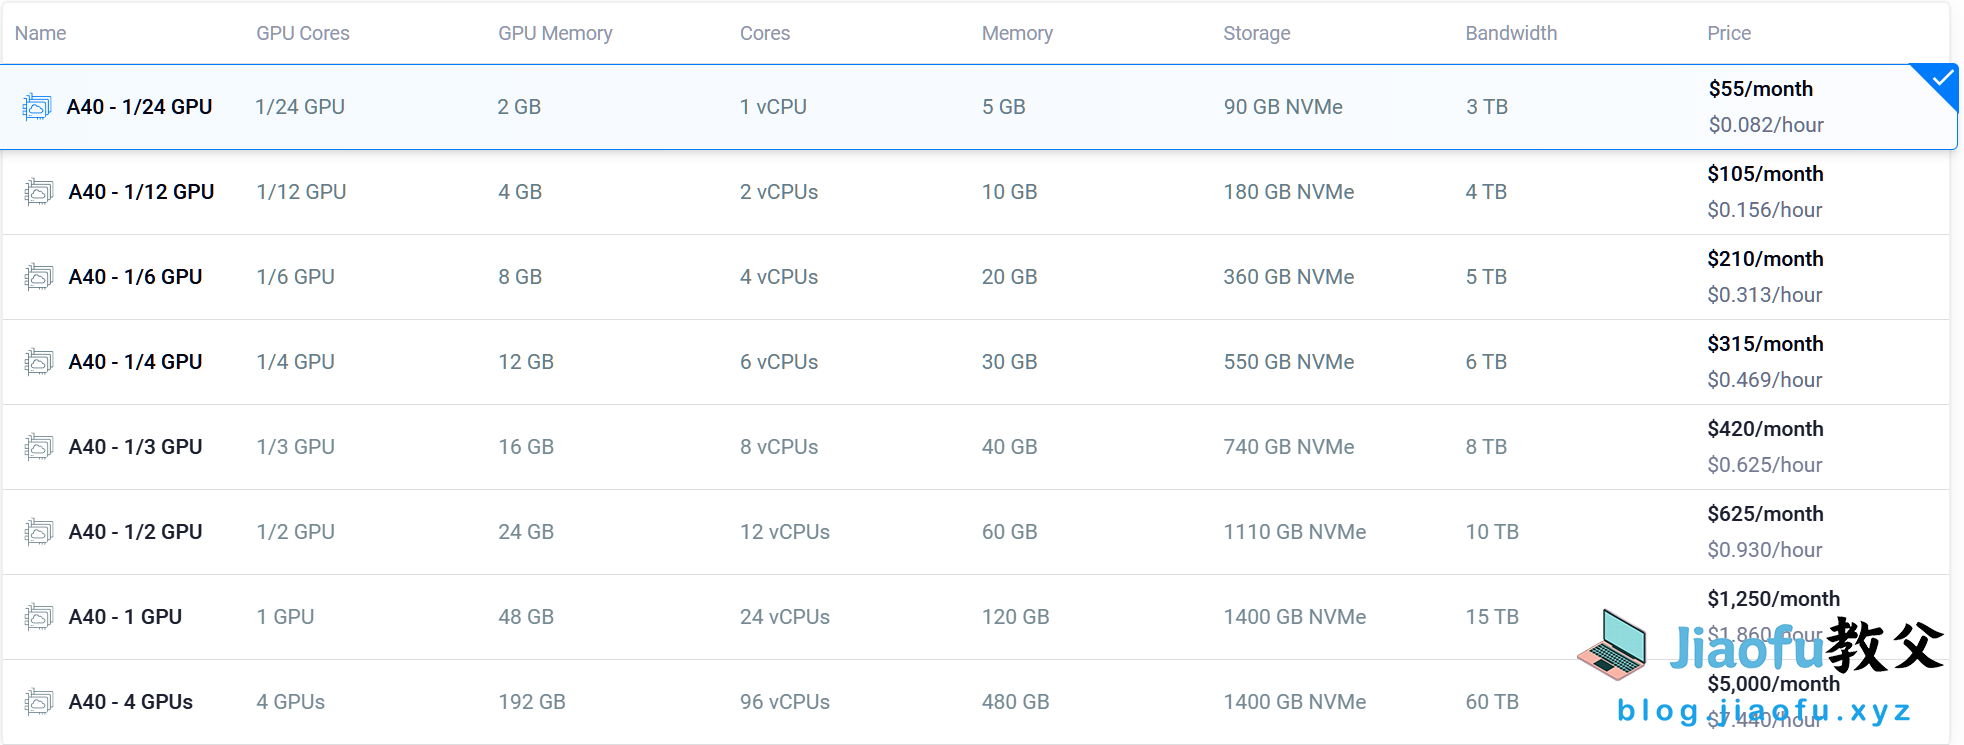 Name GPU Cores GPU Memory Cores Memory Storage Bandwidth Price
A40 - 1/24 GPU 1/24 GPU 2 GB 1 vCPU 5 GB 90 GB NVMe 3 TB $55/month
$0.082/hour
A40 - 1/12 GPU 1/12 GPU 4 GB 2 vCPUs 10 GB 180 GB NVMe 4 TB $105/month
$0.156/hour
A40 - 1/6 GPU 1/6 GPU 8 GB 4 vCPUs 20 GB 360 GB NVMe 5 TB $210/month
$0.313/hour
A40 - 1/4 GPU 1/4 GPU 12 GB 6 vCPUs 30 GB 550 GB NVMe 6 TB $315/month
$0.469/hour
A40 - 1/3 GPU 1/3 GPU 16 GB 8 vCPUs 40 GB 740 GB NVMe 8 TB $420/month
$0.625/hour
A40 - 1/2 GPU 1/2 GPU 24 GB 12 vCPUs 60 GB 1110 GB NVMe 10 TB $625/month
$0.930/hour
A40 - 1 GPU 1 GPU 48 GB 24 vCPUs 120 GB 1400 GB NVMe 15 TB $1,250/month
$1.860/hour
Jiaofu教父
A40 - 4 GPUs 4 GPUs 192 GB 96 vCPUs 480 GB 1400 GB NVMe 60 TB $5,000/month
$7.440/hour
blog.jiaofu.xyz